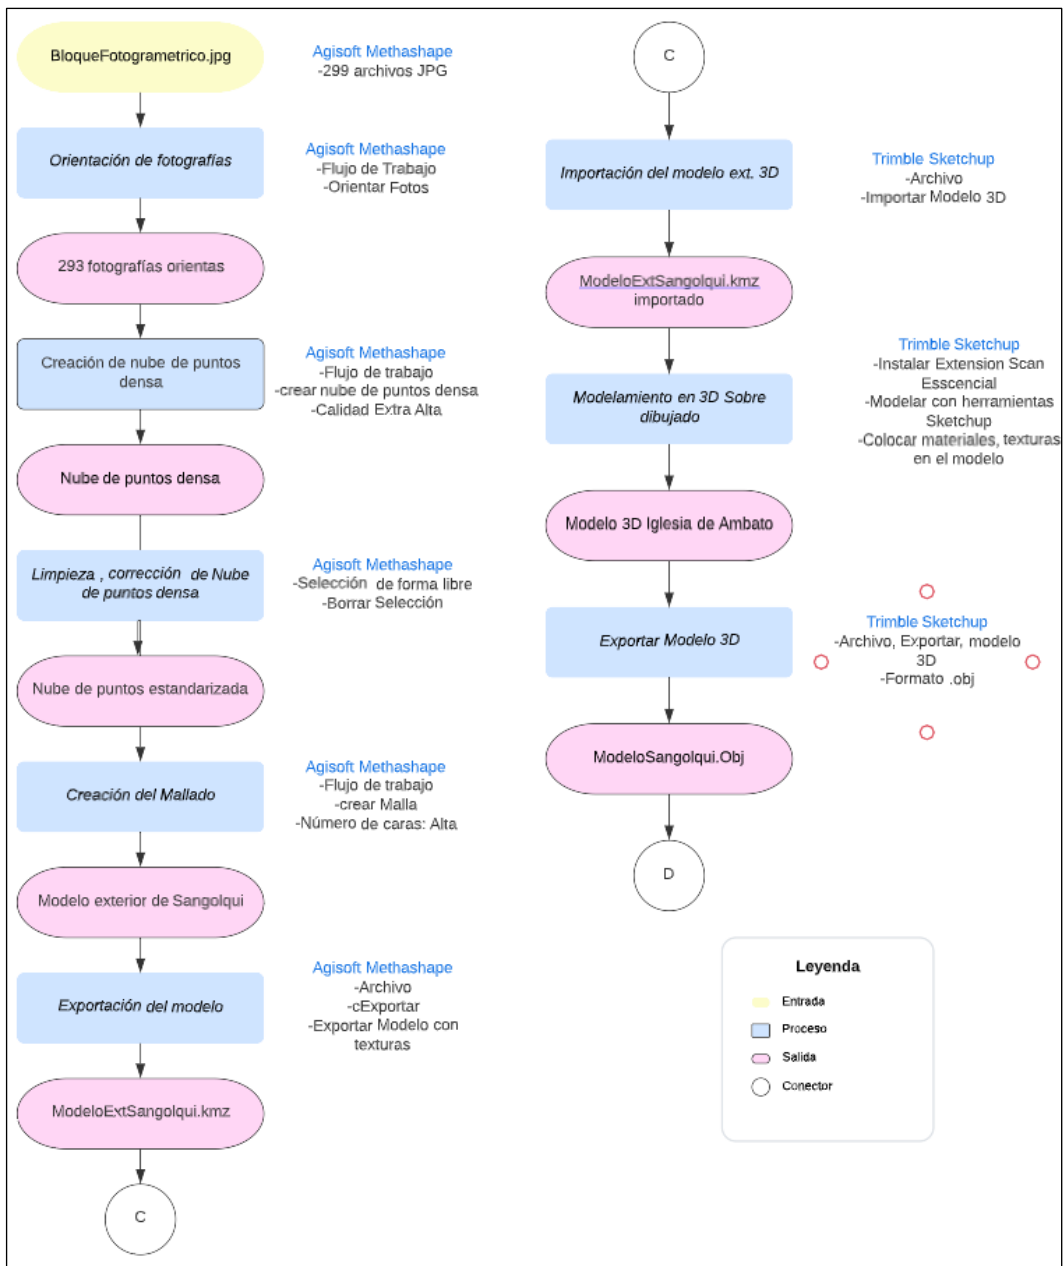 BloqueFotogrametrico.jpg
Agisoft Methashape
-299 archivos JPG
Orientación de fotografías
Agisoft Methashape
-Flujo de Trabajo
-Orientar Fotos
293 fotografías orientas
Creación de nube de puntos
densa
Agisoft Methashape
-Flujo de trabajo
-crear nube de puntos densa
-Calidad Extra Alta
Nube de puntos densa
Limpieza , corrección de Nube
de puntos densa
Agisoft Methashape
-Selección de forma libre
-Borrar Selección
Nube de puntos estandarizada
Creación del Mallado
Agisoft Methashape
-Flujo de trabajo
-crear Malla
-Número de caras: Alta
Modelo exterior de Sangolqui
Exportación del modelo
Agisoft Methashape
-Archivo
-cExportar
-Exportar Modelo con
texturas
ModeloExtSangolqui.kmz
C
C
Importación del modelo ext. 3D
Trimble Sketchup
-Archivo
-Importar Modelo 3D
ModeloExtSangolqui.kmz
importado
Modelamiento en 3D Sobre
dibujado
Trimble Sketchup
-Instalar Extension Scan
Esscencial
-Modelar con herramientas
Sketchup
-Colocar materiales, texturas
en el modelo
Modelo 3D Iglesia de Ambato
Exportar Modelo 3D
Trimble Sketchup
-Archivo, Exportar, modelo
3D
-Formato .obj
ModeloSangolqui.Obj
D
Leyenda
Entrada
Proceso
Salida
Conector